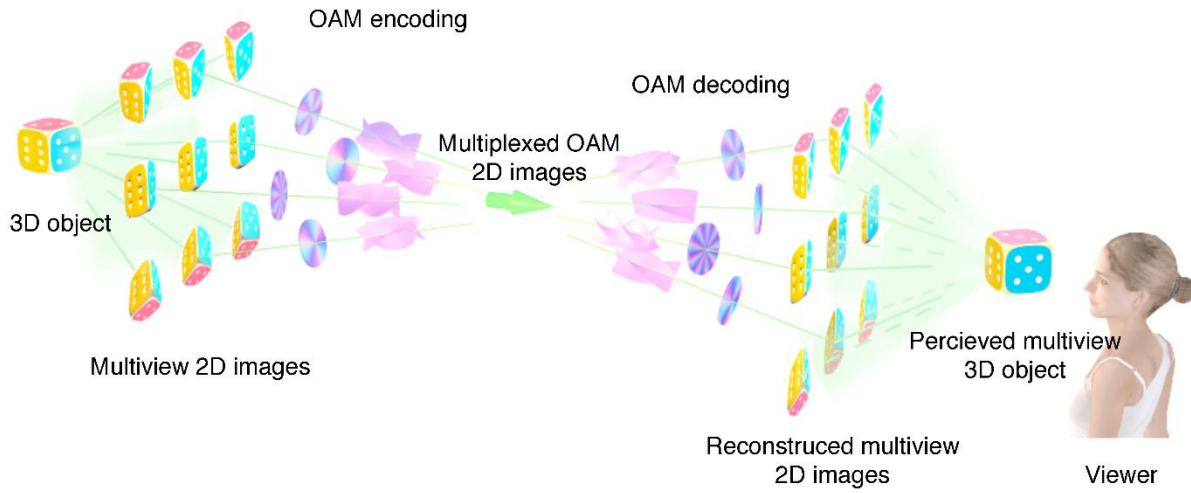 OAM encoding
OAM decoding
Multiplexed OAM
2D images
3D object
Multiview 2D images
Percieved multiview
3D object
Reconstruced multiview
2D images
Viewer